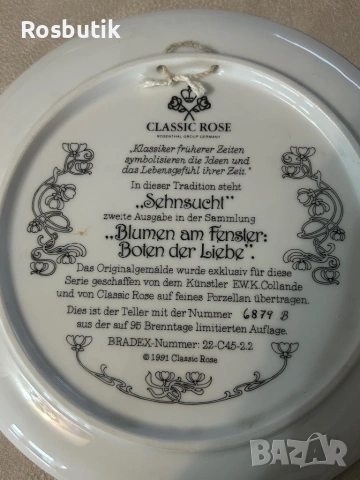 Rosbutik
CLASSIC ROSE
ROSENTHAL GROUP GERMANY
„Klassiker früherer Zeiten
symbolisieren die Ideen und
das Lebensgefühl ihrer Zeit."
In dieser Tradition steht
„Sehnsucht"
zweite Ausgabe in der Sammlung
„Blumen am Fenster:
Boten der Liebe".
Das Originalgemälde wurde exklusiv für diese
Serie geschaffen von dem Künstler E.W.K. Collande
und von Classic Rose auf feines Porzellan übertragen.
Dies ist der Teller mit der Nummer 6879 B
aus der auf 95 Brenntage limitierten Auflage.
BRADEX-Nummer: 22-C45-2.2
© 1991 Classic Rose
BAZAR